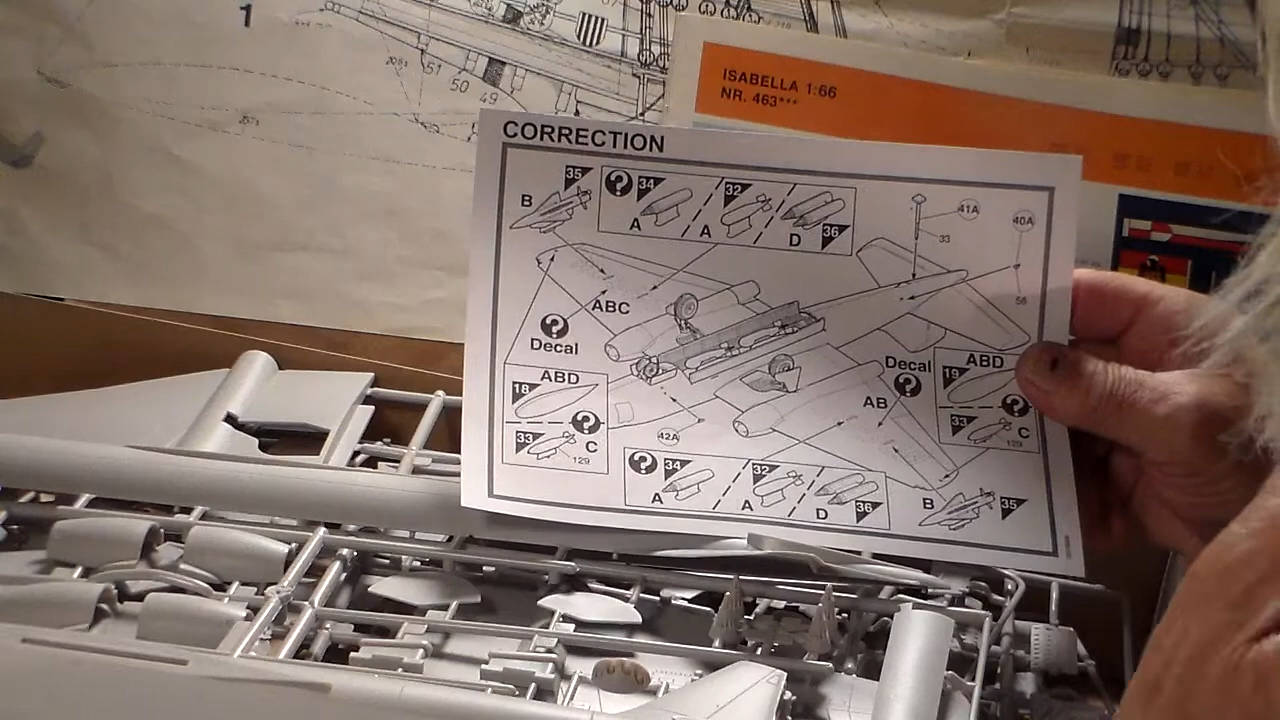 1
51
50 49
ISABELLA 1:66
NR. 463***
CORRECTION
35
B
? 34 A
32 A
D 36
41A
33
40A
58
ABC
? Decal
ABD
18
? C
33
129
42A
Decal ?
AB
ABD
19
? C
33
129
? 34 A
32 A
D 36
B 35